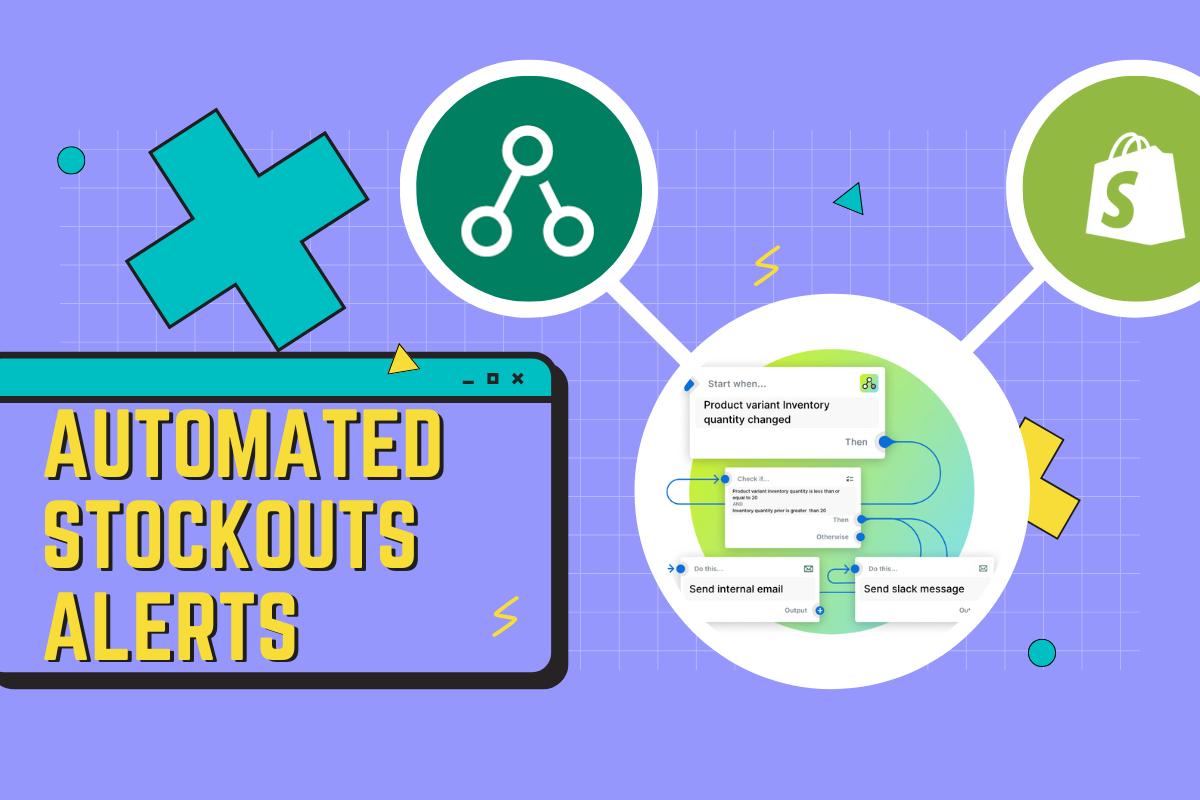 AUTOMATED
STOCKOUTS
ALERTS
S
Start when...
Product variant Inventory
quantity changed
Then
Check if...
Product variant inventory quantity is less than or
equal to 20
AND
Inventory quantity prior is greater than 20
Then
Otherwise
Do this...
Send internal email
Output
Do this...
Send slack message
Out